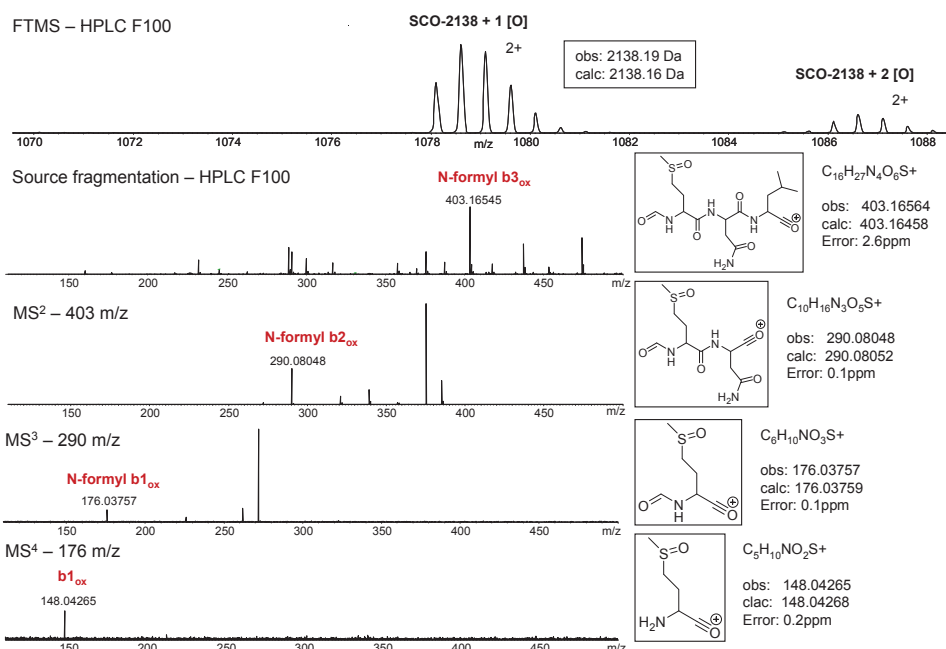 FTMS – HPLC F100
SCO-2138 + 1 [O]
2+
obs: 2138.19 Da
calc: 2138.16 Da
SCO-2138 + 2 [O]
2+
1070 1072 1074 1076 1078 m/z 1080 1082 1084 1086 1088
Source fragmentation – HPLC F100
N-formyl b3ox
403.16545
150 200 250 300 350 400 450 m/z
S=O
O N H O H N O N H O O
H2N O
C16H27N4O6S+
obs: 403.16564
calc: 403.16458
Error: 2.6ppm
MS2 – 403 m/z
N-formyl b2ox
290.08048
150 200 250 300 350 400 450 m/z
S=O
O N H O H N O
H2N O
C10H16N3O5S+
obs: 290.08048
calc: 290.08052
Error: 0.1ppm
MS3 – 290 m/z
N-formyl b1ox
176.03757
150 200 250 300 350 400 450 m/z
S=O
O N H O
C6H10NO3S+
obs: 176.03757
calc: 176.03759
Error: 0.1ppm
MS4 – 176 m/z
b1ox
148.04265
150 200 250 300 350 400 450 m/z
S=O
H2N O
C5H10NO2S+
obs: 148.04265
clac: 148.04268
Error: 0.2ppm